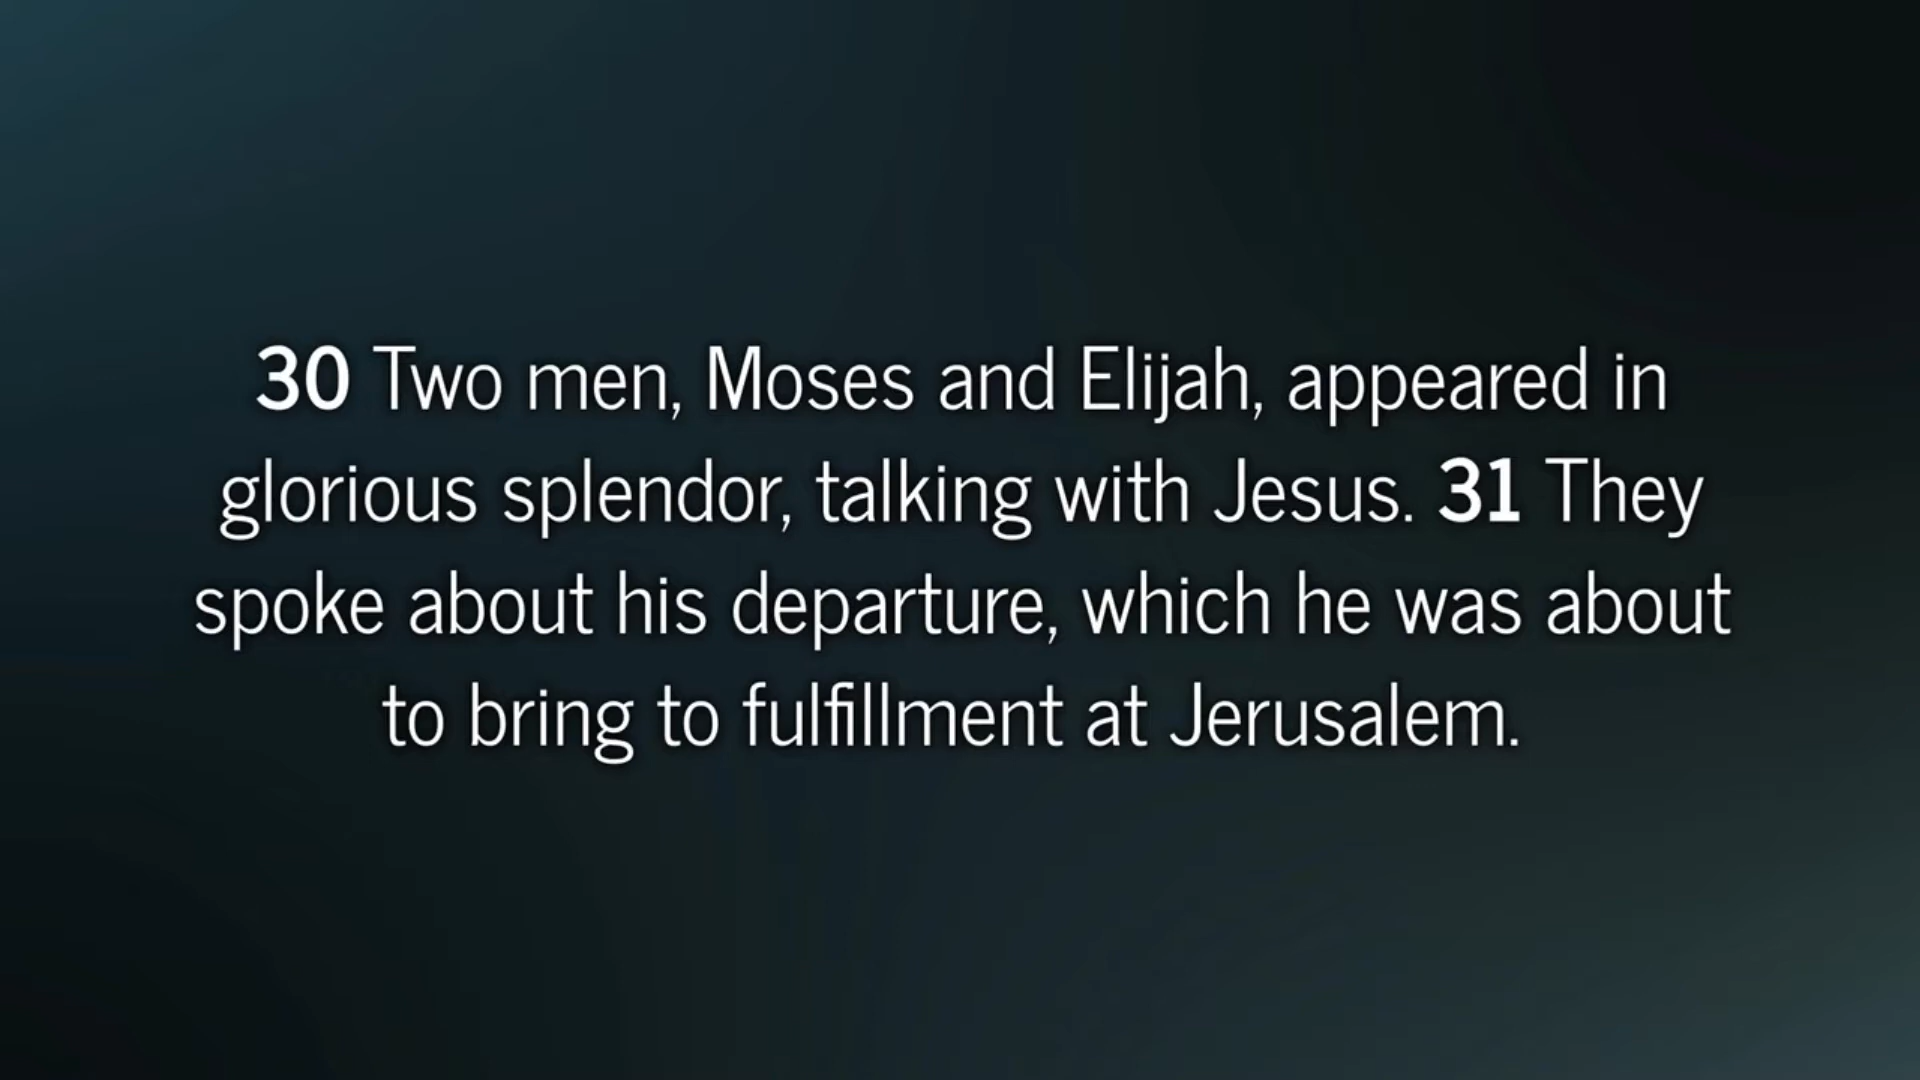 30 Two men, Moses and Elijah, appeared in
glorious splendor, talking with Jesus. 31 They
spoke about his departure, which he was about
to bring to fulfillment at Jerusalem.